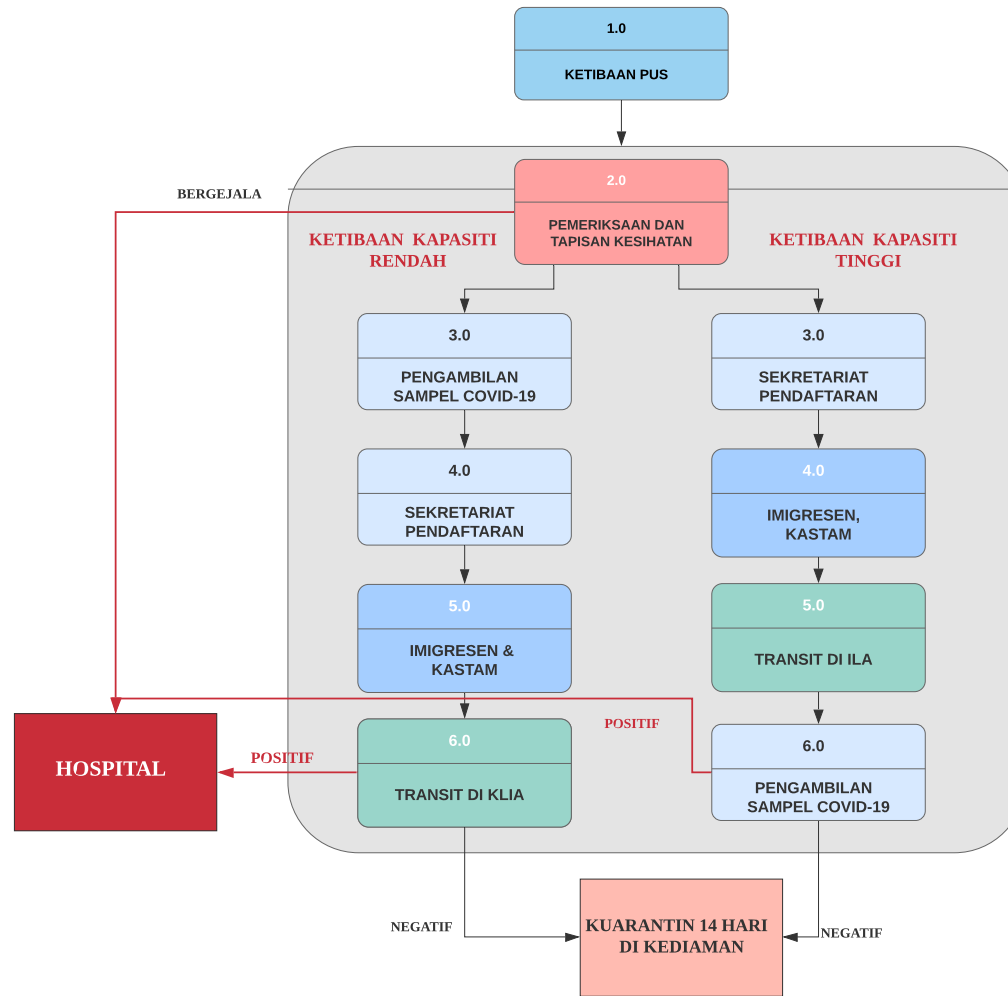 1.0
KETIBAAN PUS
2.0
PEMERIKSAAN DAN
TAPISAN KESIHATAN
BERGEJALA
KETIBAAN KAPASITI
RENDAH
KETIBAAN KAPASITI
TINGGI
3.0
PENGAMBILAN
SAMPEL COVID-19
4.0
SEKRETARIAT
PENDAFTARAN
5.0
IMIGRESEN &
KASTAM
6.0
TRANSIT DI KLIA
3.0
SEKRETARIAT
PENDAFTARAN
4.0
IMIGRESEN,
KASTAM
5.0
TRANSIT DI ILA
6.0
PENGAMBILAN
SAMPEL COVID-19
POSITIF
POSITIF
HOSPITAL
NEGATIF
KUARANTIN 14 HARI
DI KEDIAMAN
NEGATIF